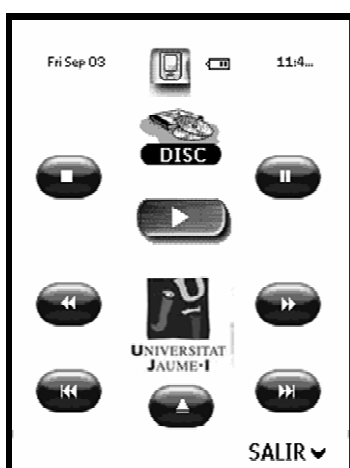 Fri Sep 03
11:4...
DISC
UNIVERSITAT
JAUME·I
SALIR